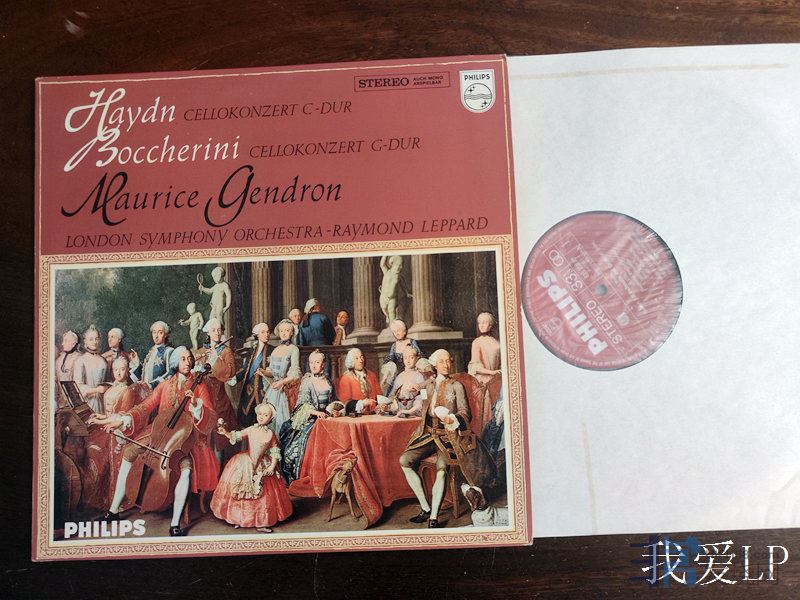 STEREO AUCH MONO ABSPIELBAR
PHILIPS
Haydn CELLOKONZERT C-DUR
Boccherini CELLOKONZERT G-DUR
Maurice Gendron
LONDON SYMPHONY ORCHESTRA-RAYMOND LEPPARD
PHILIPS
PHILIPS
STEREO 33
我爱LP